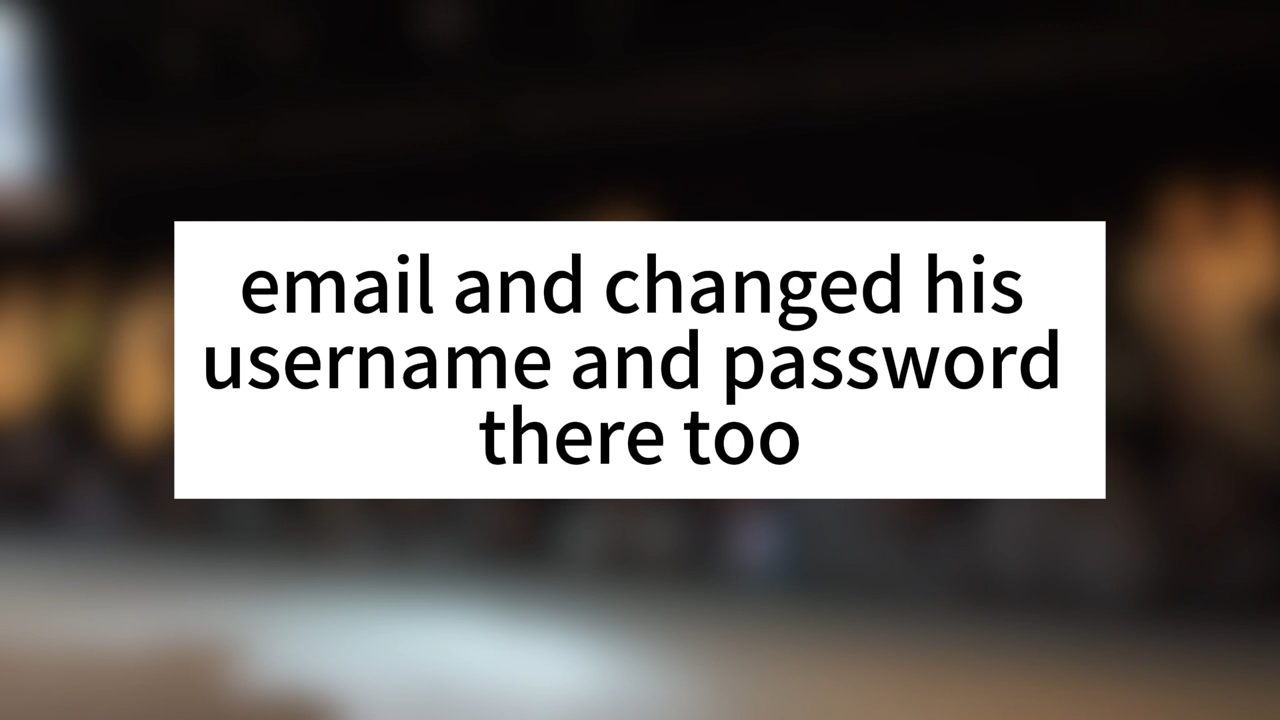 email and changed his
username and password
there too